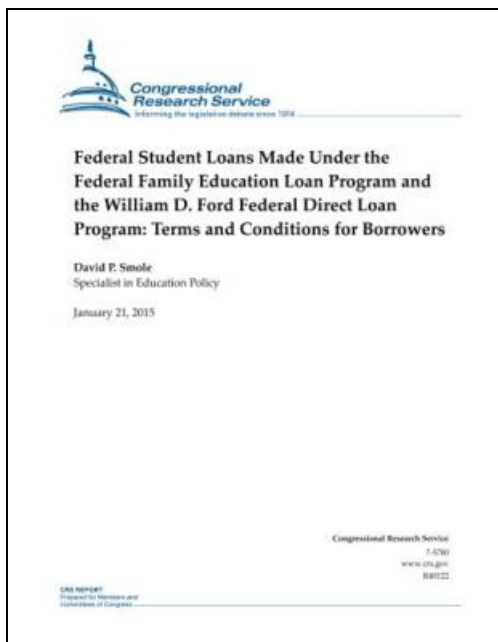 Congressional
Research Service
Informing the legislative debate since 1914
Federal Student Loans Made Under the
Federal Family Education Loan Program and
the William D. Ford Federal Direct Loan
Program: Terms and Conditions for Borrowers
David P. Smole
Specialist in Education Policy
January 21, 2015
Congressional Research Service
7-5700
www.crs.gov
R40122
CRS REPORT
Prepared for Members and
Committees of Congress